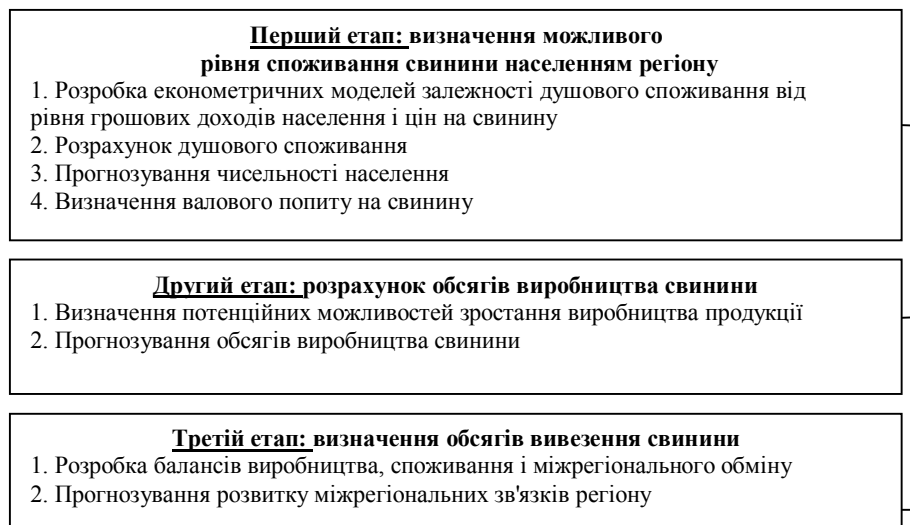 Перший етап: визначення можливого
рівня споживання свинини населенням регіону
1. Розробка економетричних моделей залежності душового споживання від
рівня грошових доходів населення і цін на свинину
2. Розрахунок душового споживання
3. Прогнозування чисельності населення
4. Визначення валового попиту на свинину
Другий етап: розрахунок обсягів виробництва свинини
1. Визначення потенційних можливостей зростання виробництва продукції
2. Прогнозування обсягів виробництва свинини
Третій етап: визначення обсягів вивезення свинини
1. Розробка балансів виробництва, споживання і міжрегіонального обміну
2. Прогнозування розвитку міжрегіональних зв'язків регіону